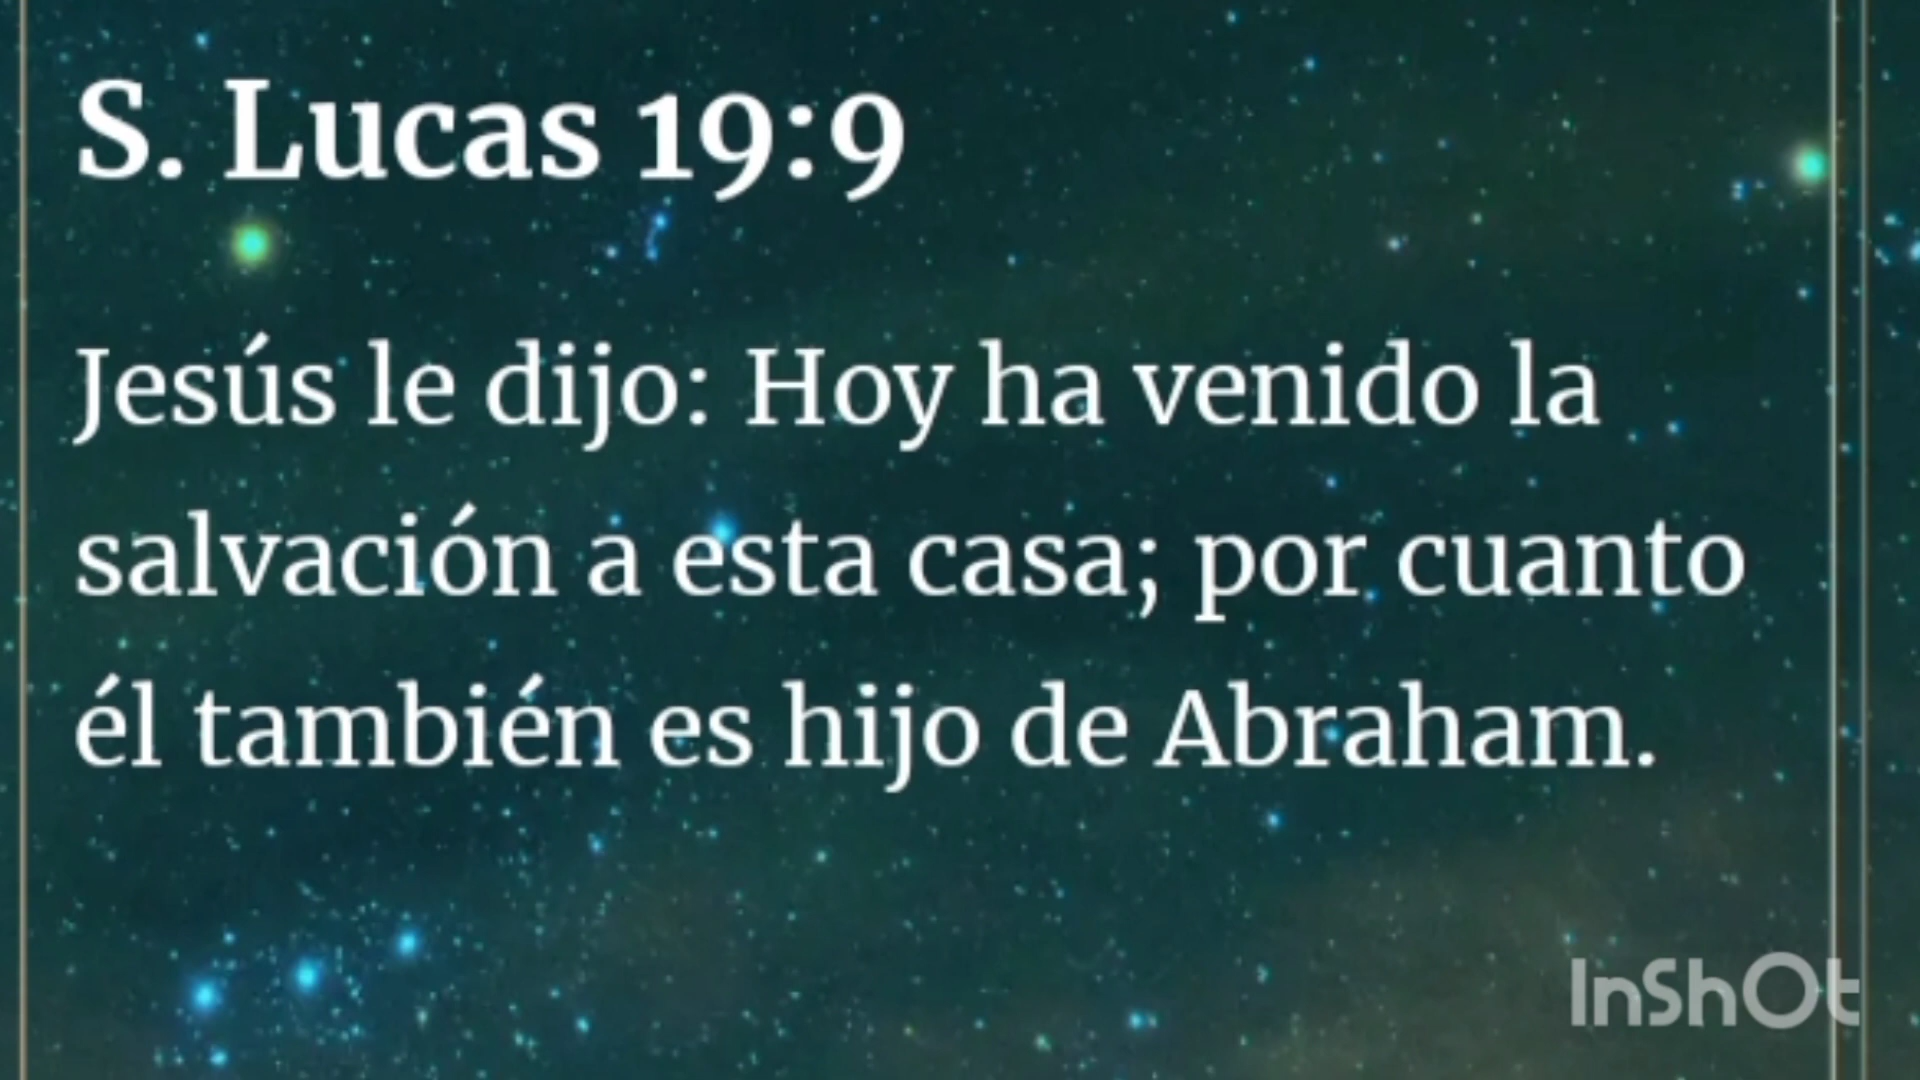 S. Lucas 19:9
Jesús le dijo: Hoy ha venido la
salvación a esta casa; por cuanto
él también es hijo de Abraham.
InShOt